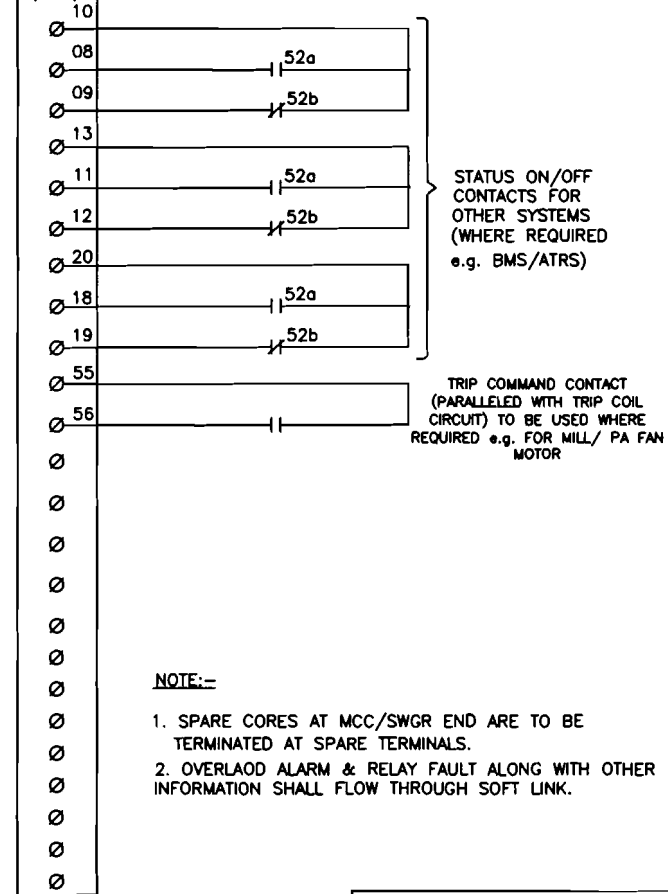 10
08
52a
09
52b
13
11
52a
12
52b
20
18
52a
19
52b
STATUS ON/OFF
CONTACTS FOR
OTHER SYSTEMS
(WHERE REQUIRED
e.g. BMS/ATRS)
55
56
TRIP COMMAND CONTACT
(PARALLELED WITH TRIP COIL
CIRCUIT) TO BE USED WHERE
REQUIRED e.g. FOR MILL/ PA FAN
MOTOR
NOTE:-
1. SPARE CORES AT MCC/SWGR END ARE TO BE
TERMINATED AT SPARE TERMINALS.
2. OVERLAOD ALARM & RELAY FAULT ALONG WITH OTHER
INFORMATION SHALL FLOW THROUGH SOFT LINK.